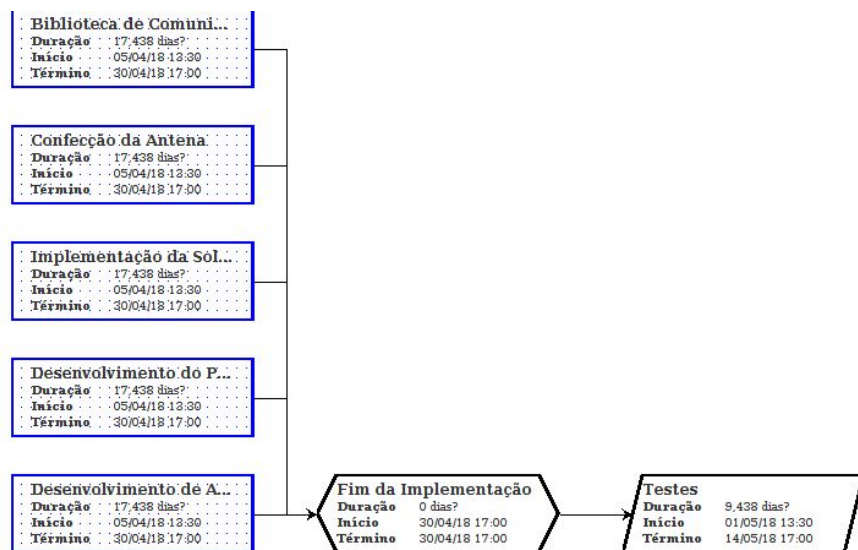 Biblioteca de Comuni...
Duração 17,438 dias?
Início 05/04/18 13:30
Término 30/04/18 17:00
Confecção da Antena
Duração 17,438 dias?
Início 05/04/18 13:30
Término 30/04/18 17:00
Implementação da Sol...
Duração 17,438 dias?
Início 05/04/18 13:30
Término 30/04/18 17:00
Desenvolvimento do P...
Duração 17,438 dias?
Início 05/04/18 13:30
Término 30/04/18 17:00
Desenvolvimento de A...
Duração 17,438 dias?
Início 05/04/18 13:30
Término 30/04/18 17:00
Fim da Implementação
Duração 0 dias?
Início 30/04/18 17:00
Término 30/04/18 17:00
Testes
Duração 9,438 dias?
Início 01/05/18 13:30
Término 14/05/18 17:00